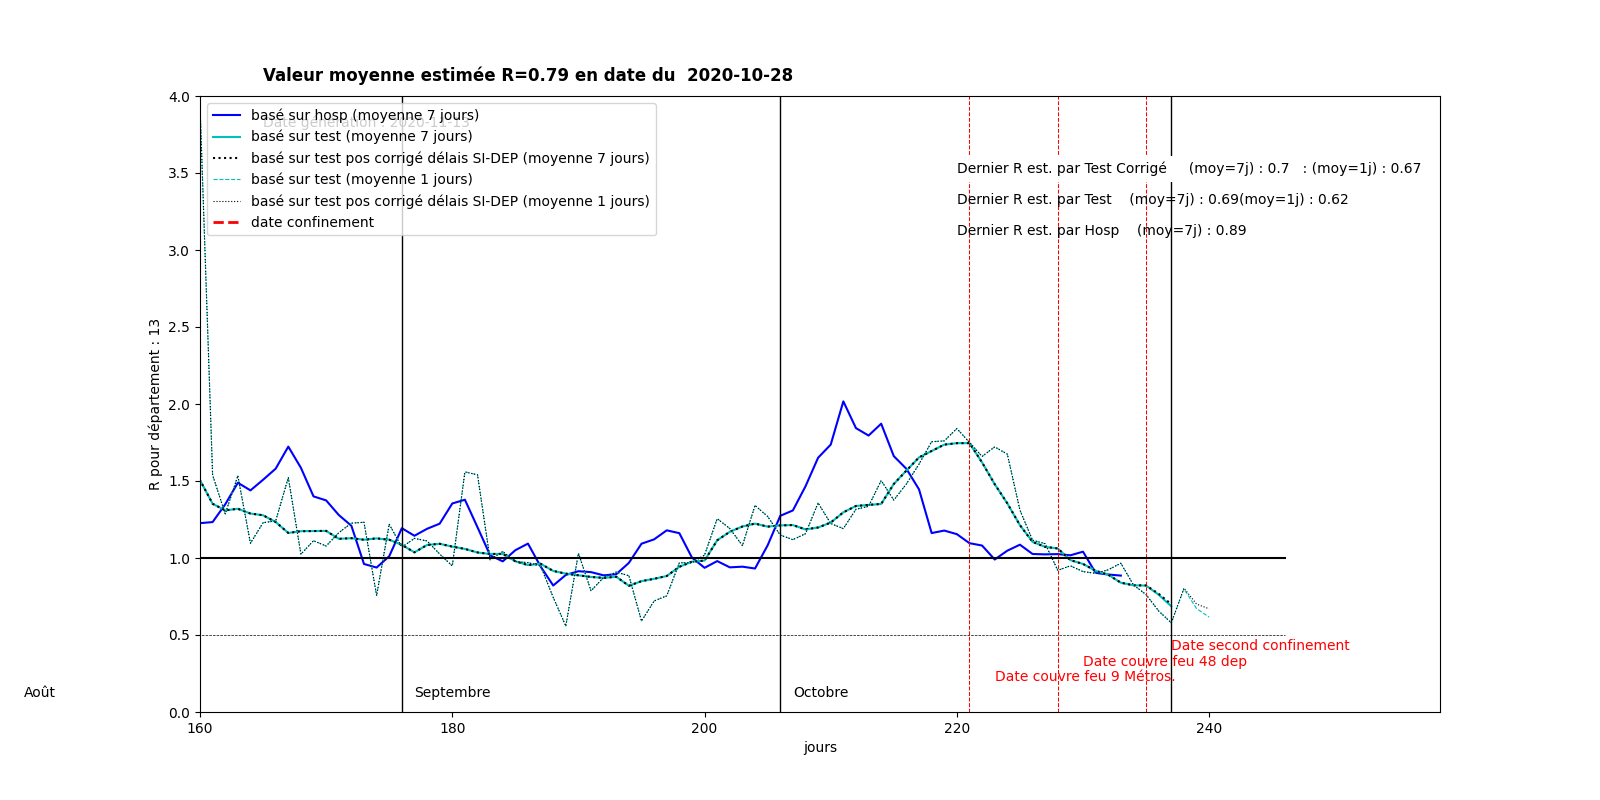 Valeur moyenne estimée R=0.79 en date du  2020-10-28
Date génération : 2020-11-13
basé sur hosp (moyenne 7 jours)
basé sur test (moyenne 7 jours)
basé sur test pos corrigé délais SI-DEP (moyenne 7 jours)
basé sur test (moyenne 1 jours)
basé sur test pos corrigé délais SI-DEP (moyenne 1 jours)
date confinement
Dernier R est. par Test Corrigé     (moy=7j) : 0.7   : (moy=1j) : 0.67
Dernier R est. par Test    (moy=7j) : 0.69(moy=1j) : 0.62
Dernier R est. par Hosp    (moy=7j) : 0.89
4.0
3.5
3.0
2.5
2.0
1.5
1.0
0.5
0.0
R pour département : 13
Date second confinement
Date couvre feu 48 dep
Date couvre feu 9 Métros.
Août
Septembre
Octobre
160
180
200
220
240
jours